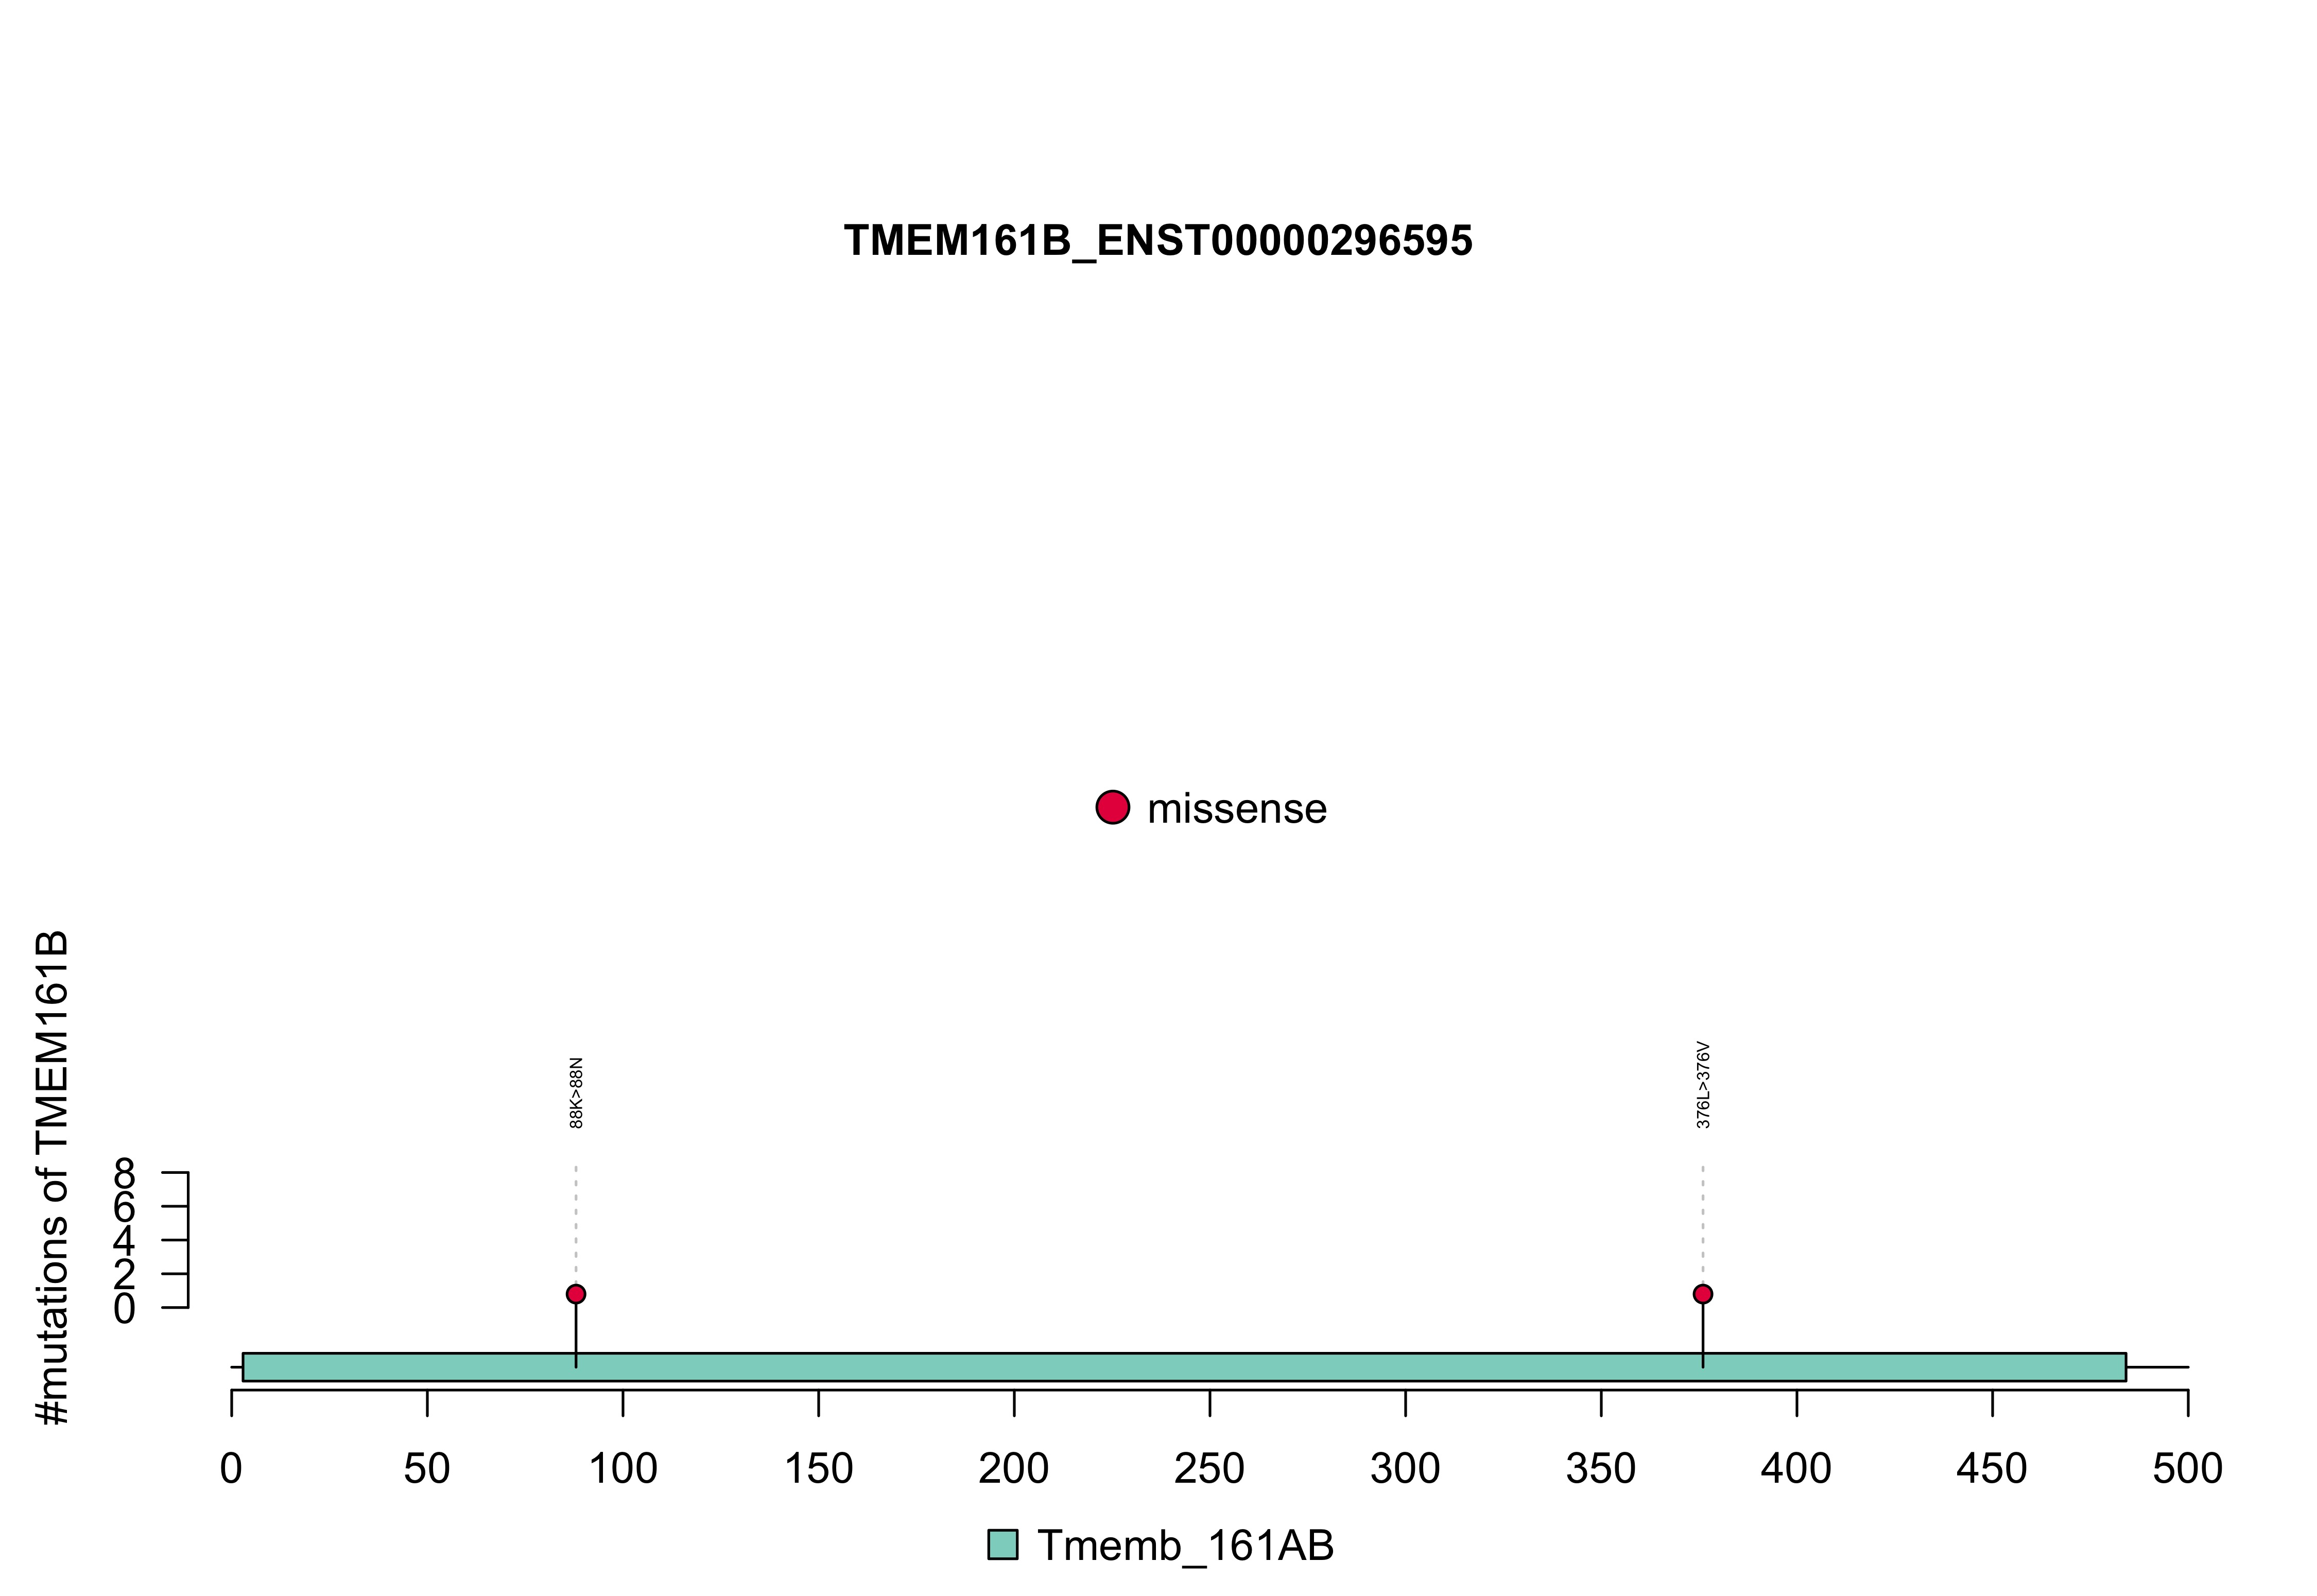 TMEM161B_ENST00000296595
missense
#mutations of TMEM161B
88K>88N
376L>376V
8
6
4
2
0
0 50 100 150 200 250 300 350 400 450 500
Tmemb_161AB